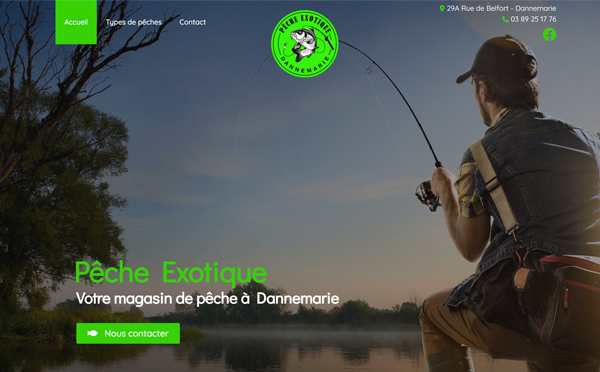 Accueil
Types de pêches
Contact
PÊCHE EXOTIQUE
DANNEMARIE
29A Rue de Belfort - Dannemarie
03 89 25 17 76
Pêche Exotique
Votre magasin de pêche à Dannemarie
Nous contacter